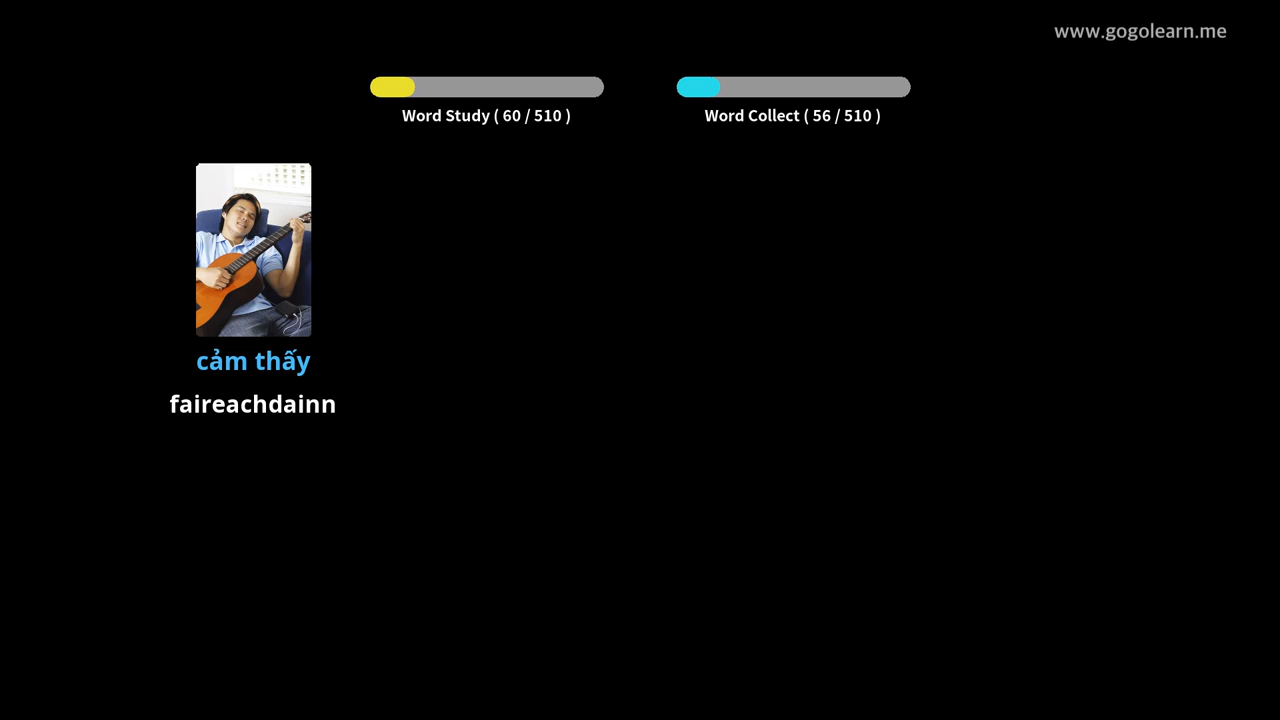 www.gogolearn.me
Word Study ( 60 / 510 )
Word Collect ( 56 / 510 )
cảm thấy
faireachdainn